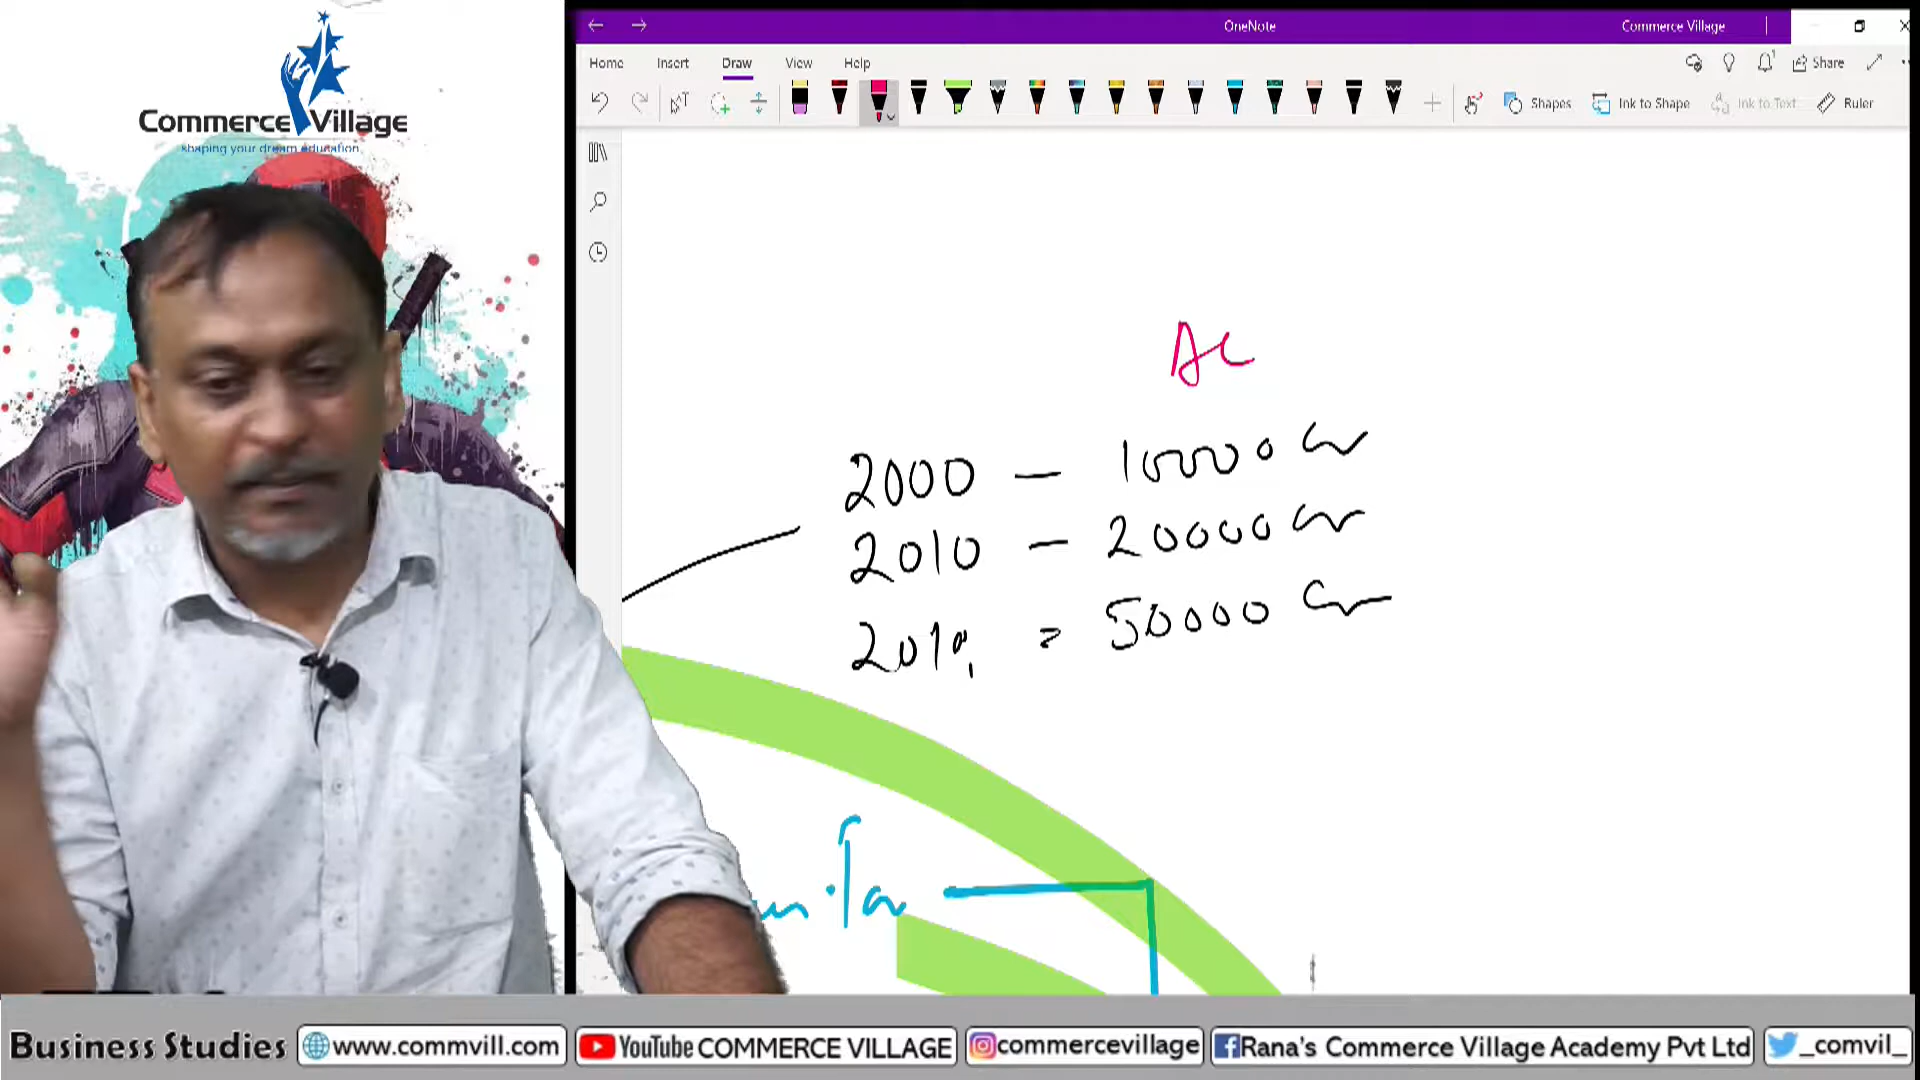 Commerce Village
shaping your dream education
OneNote
Commerce Village
Home Insert Draw View Help
Share
Shapes Ink to Shape Ink to Text Ruler
AC
2000 - 10000 Cr
2010 - 20000 Cr
2019 = 50000 Cr
Business Studies www.commvill.com YouTube COMMERCE VILLAGE commercevillage Rana's Commerce Village Academy Pvt Ltd _comvil_